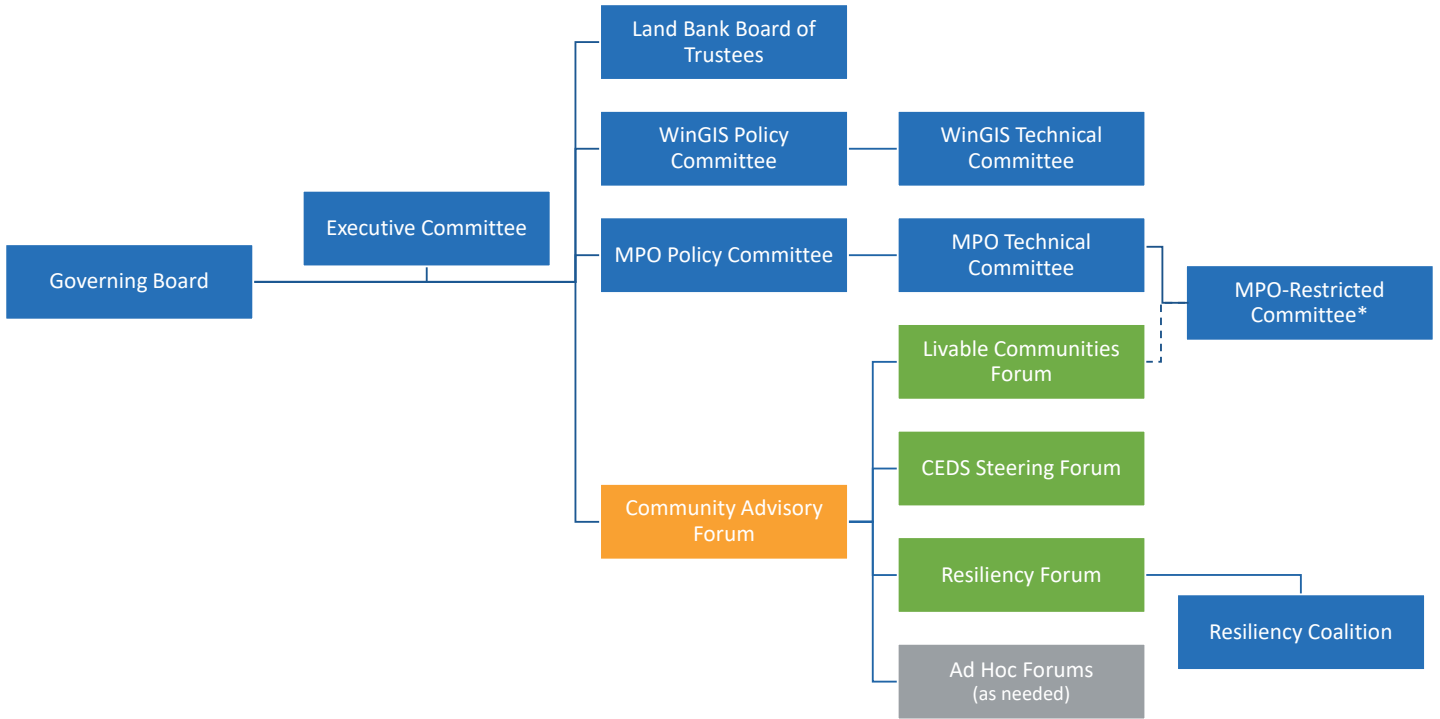 Land Bank Board of
Trustees
WinGIS Policy
Committee
WinGIS Technical
Committee
Executive Committee
MPO Policy Committee
MPO Technical
Committee
Governing Board
MPO-Restricted
Committee*
Livable Communities
Forum
CEDS Steering Forum
Community Advisory
Forum
Resiliency Forum
Resiliency Coalition
Ad Hoc Forums
(as needed)